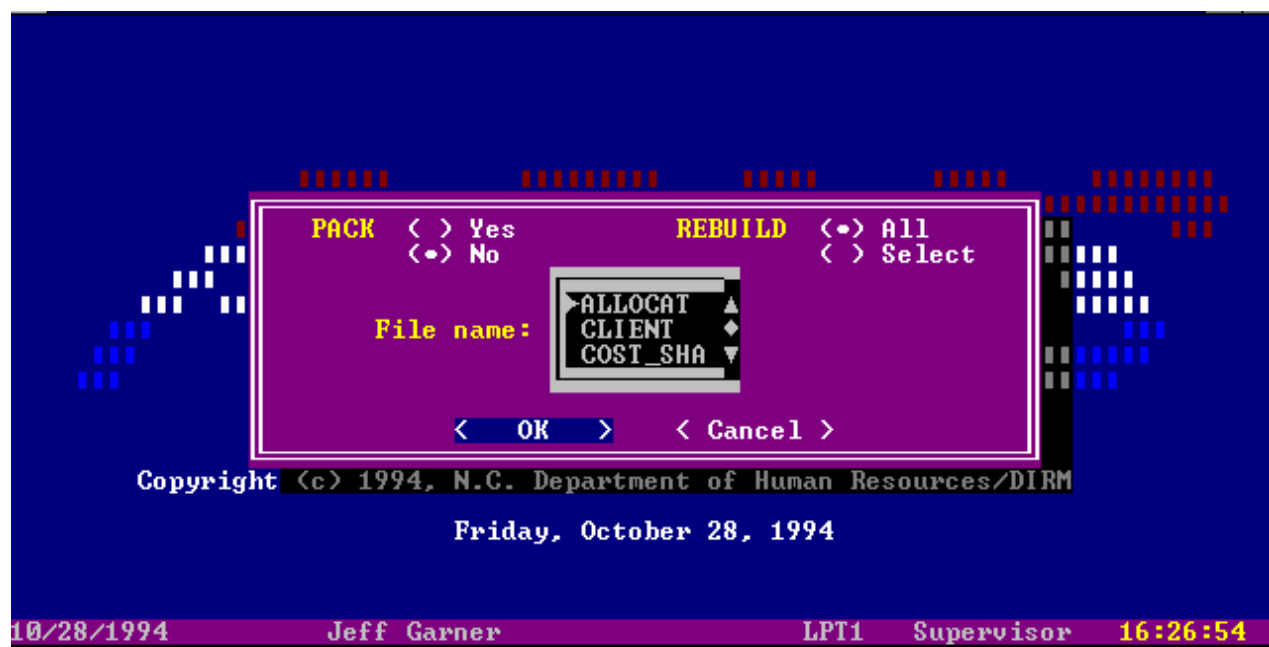 PACK ( ) Yes REBUILD (•) All
(•) No ( ) Select
ALLOCAT
File name: CLIENT
COST_SHA
< OK > < Cancel >
Copyright (c) 1994, N.C. Department of Human Resources/DIRM
Friday, October 28, 1994
10/28/1994 Jeff Garner LPT1 Supervisor 16:26:54